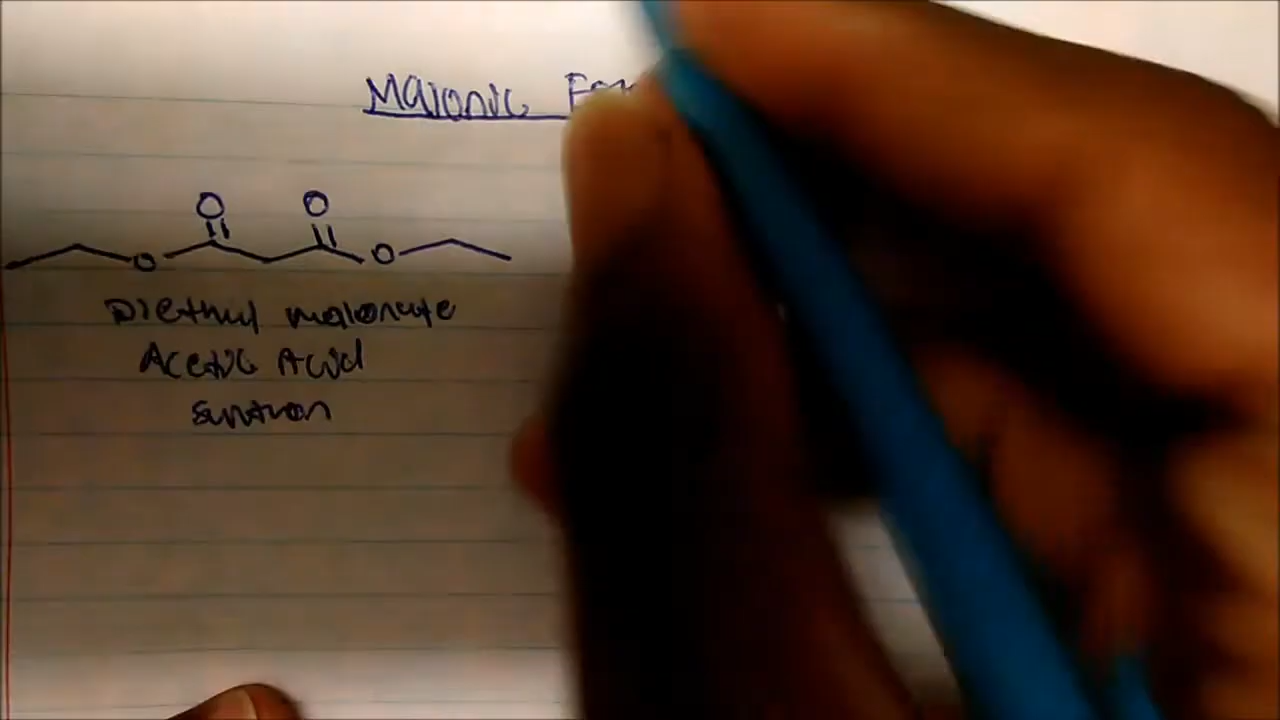 Malonic
O O
O O
Diethyl malonate
Acetic Acid
Synthon